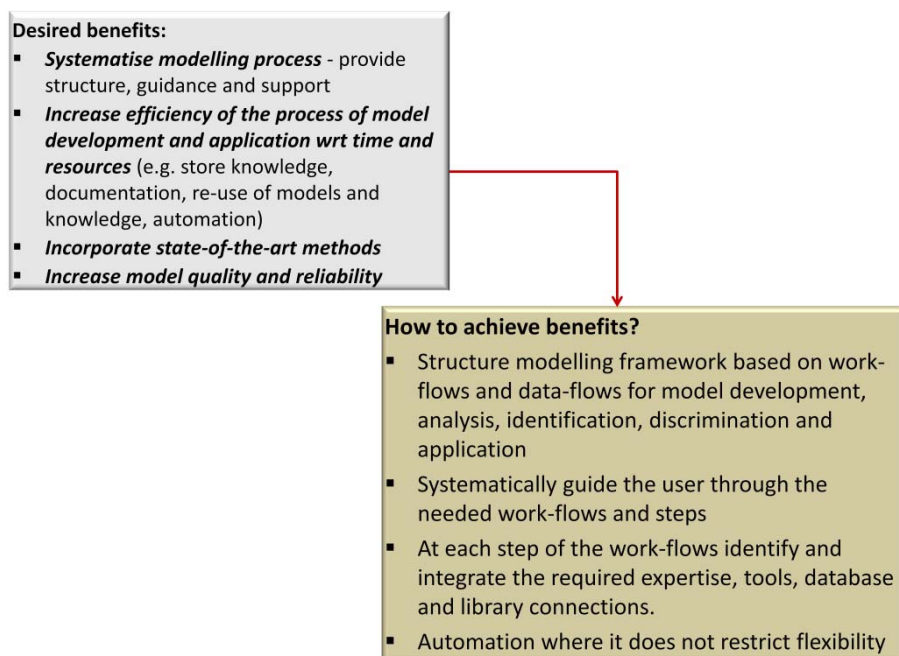 Desired benefits:
▪ Systematise modelling process - provide
structure, guidance and support
▪ Increase efficiency of the process of model
development and application wrt time and
resources (e.g. store knowledge,
documentation, re-use of models and
knowledge, automation)
▪ Incorporate state-of-the-art methods
▪ Increase model quality and reliability
How to achieve benefits?
▪ Structure modelling framework based on work-
flows and data-flows for model development,
analysis, identification, discrimination and
application
▪ Systematically guide the user through the
needed work-flows and steps
▪ At each step of the work-flows identify and
integrate the required expertise, tools, database
and library connections.
▪ Automation where it does not restrict flexibility